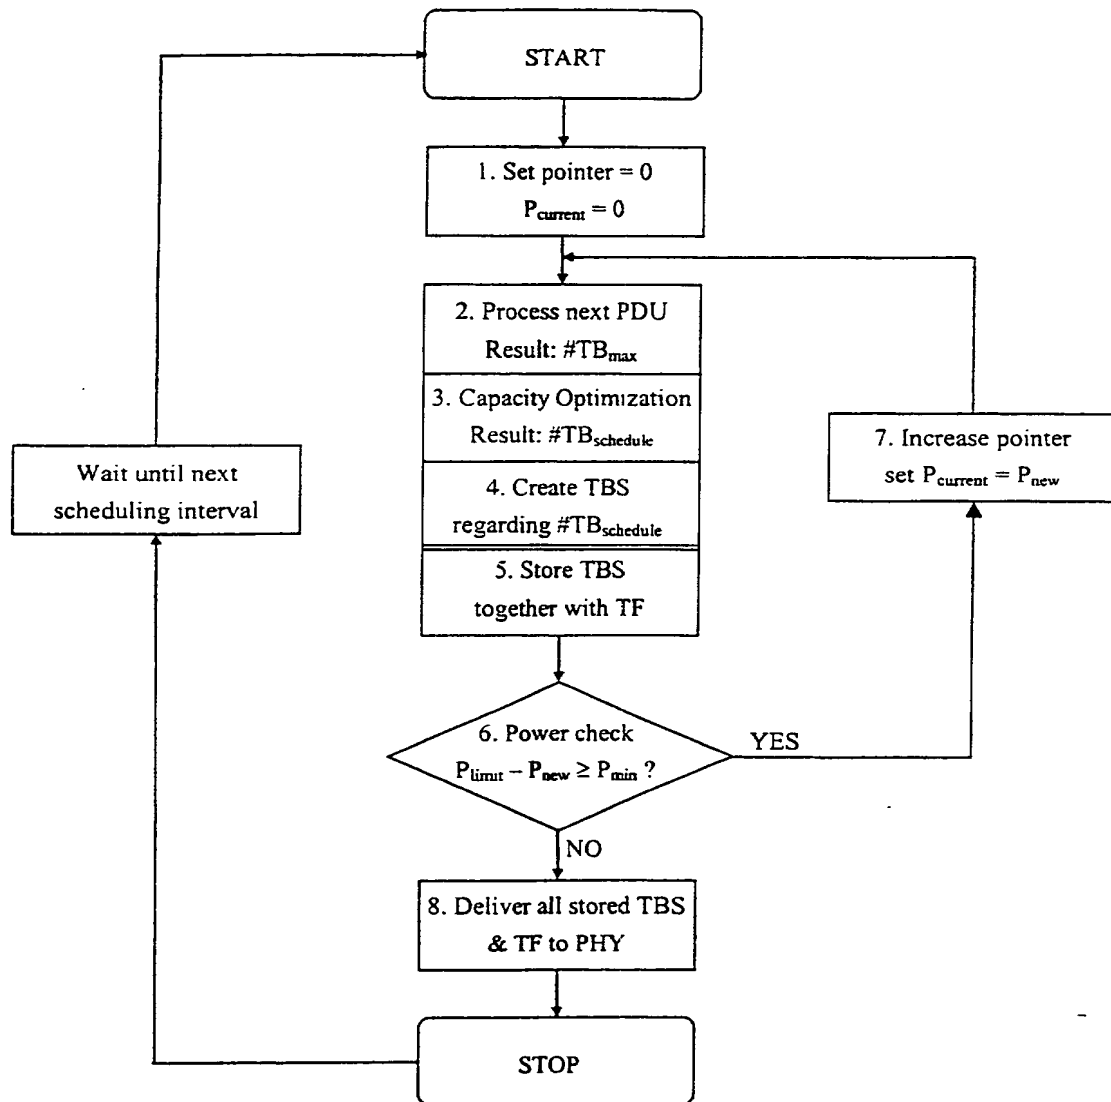 START
1. Set pointer = 0
P_current = 0
2. Process next PDU
Result: #TB_max
3. Capacity Optimization
Result: #TB_schedule
4. Create TBS
regarding #TB_schedule
5. Store TBS
together with TF
7. Increase pointer
set P_current = P_new
Wait until next
scheduling interval
6. Power check
P_limit – P_new ≥ P_min ?
YES
NO
8. Deliver all stored TBS
& TF to PHY
STOP